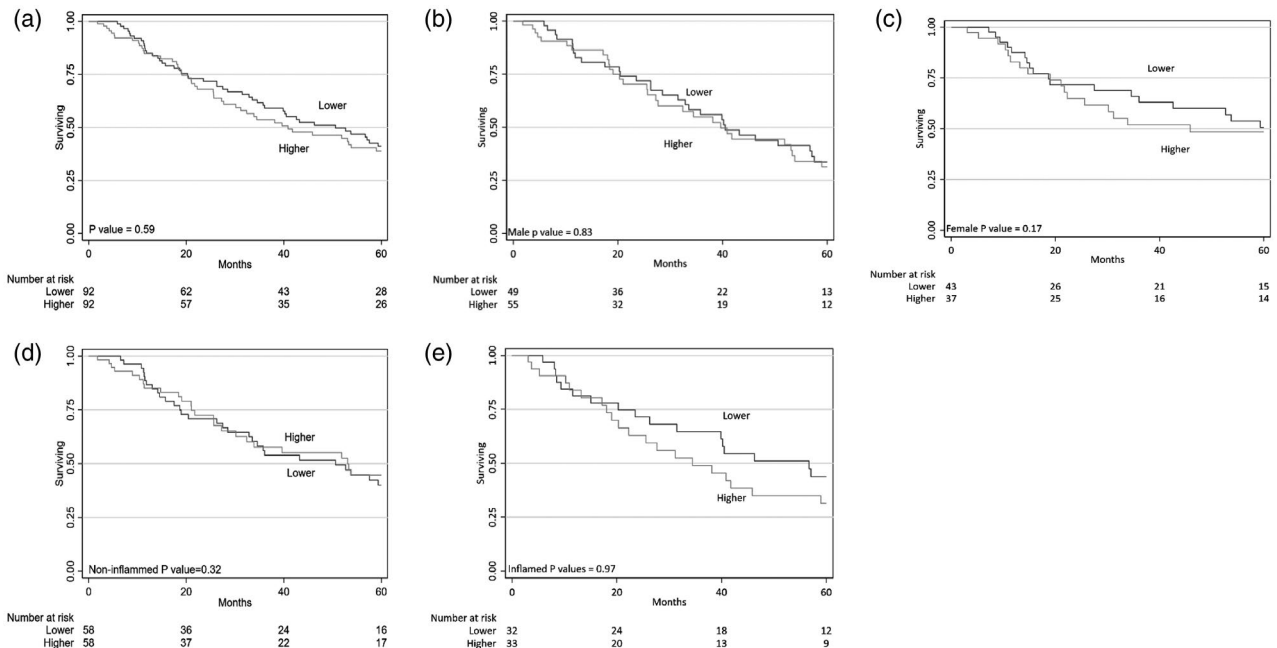 (a)
1.00
0.75
0.50
0.25
0.00
Surviving
Lower
Higher
P value = 0.59
0 20 40 60
Months
Number at risk
Lower 92 62 43 28
Higher 92 57 35 26
(b)
1.00
0.75
0.50
0.25
0.00
Surviving
Lower
Higher
Male p value = 0.83
0 20 40 60
Months
Number at risk
Lower 49 36 22 13
Higher 55 32 19 12
(c)
1.00
0.75
0.50
0.25
0.00
Surviving
Lower
Higher
Female P value = 0.17
0 20 40 60
Months
Number at risk
Lower 43 26 21 15
Higher 37 25 16 14
(d)
1.00
0.75
0.50
0.25
0.00
Surviving
Higher
Lower
Non-inflammed P value=0.32
0 20 40 60
Months
Number at risk
Lower 58 36 24 16
Higher 58 37 22 17
(e)
1.00
0.75
0.50
0.25
0.00
Surviving
Lower
Higher
Inflamed P values = 0.97
0 20 40 60
Months
Number at risk
Lower 32 24 18 12
Higher 33 20 13 9